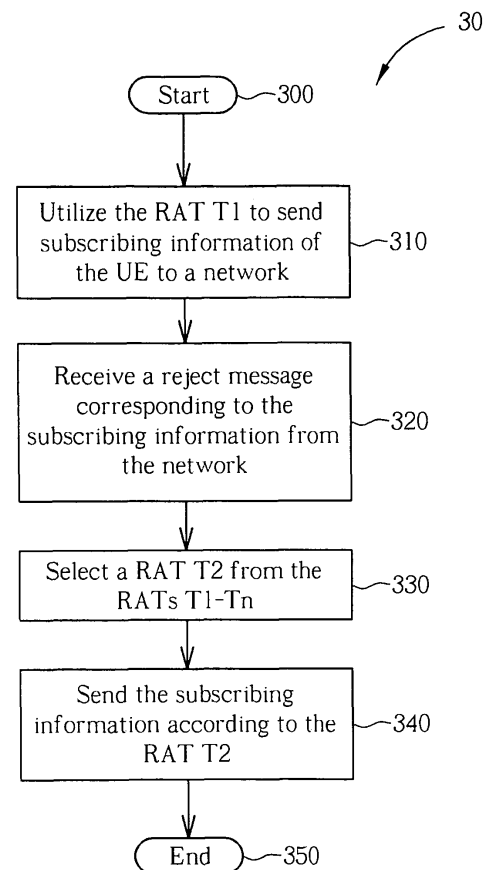 30
Start
300
Utilize the RAT T1 to send
subscribing information of
the UE to a network
310
Receive a reject message
corresponding to the
subscribing information from
the network
320
Select a RAT T2 from the
RATs T1-Tn
330
Send the subscribing
information according to the
RAT T2
340
End
350